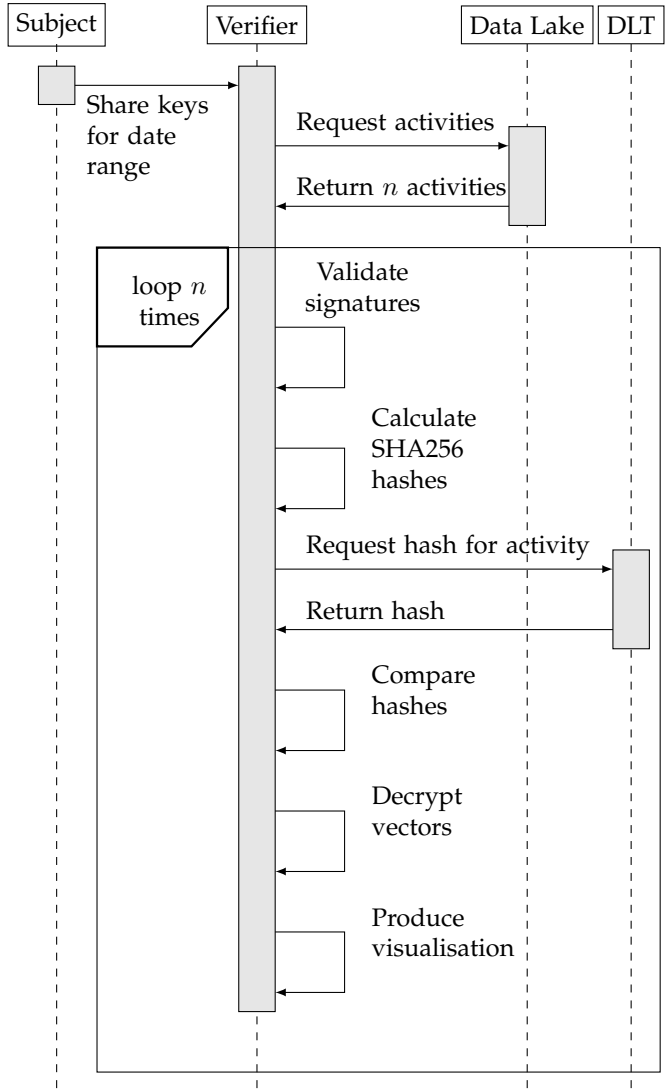 Subject
Verifier
Data Lake
DLT
Share keys
for date
range
Request activities
Return n activities
loop n
times
Validate
signatures
Calculate
SHA256
hashes
Request hash for activity
Return hash
Compare
hashes
Decrypt
vectors
Produce
visualisation